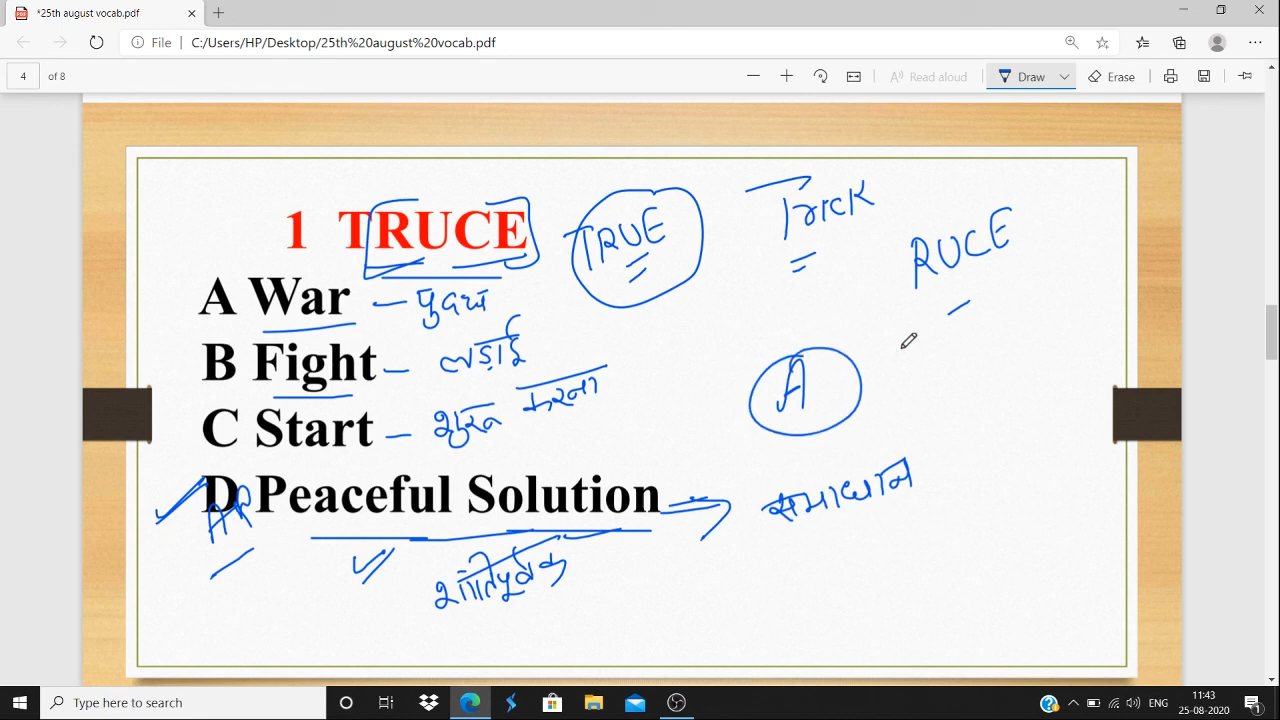 *25th august vocab.pdf
File C:/Users/HP/Desktop/25th%20august%20vocab.pdf
4 of 8 Read aloud Draw Erase
1 TRUCE TRUE Trick RUCE
A War –
B Fight – लड़ाई
C Start – शुरू करना
A
D Peaceful Solution समाधान
शांतिपूर्वक
Type here to search
ENG 11:43
25-08-2020
1